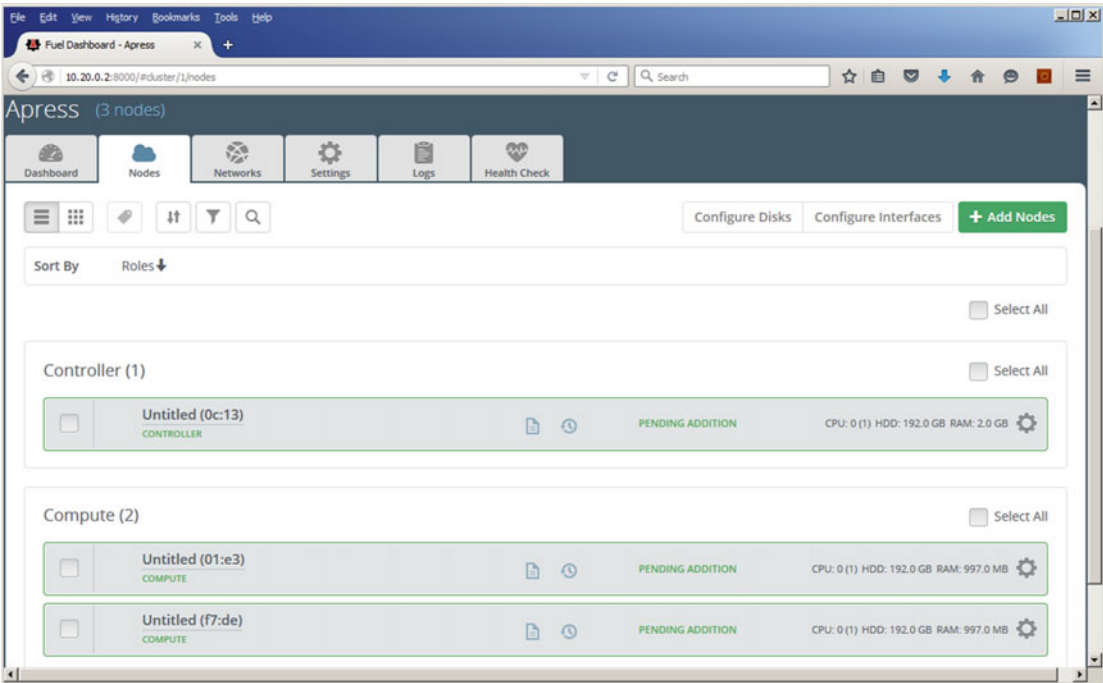 File Edit View History Bookmarks Tools Help
Fuel Dashboard - Apress × +
10.20.0.2:8000/#cluster/1/nodes Search
Apress (3 nodes)
Dashboard Nodes Networks Settings Logs Health Check
Configure Disks Configure Interfaces + Add Nodes
Sort By Roles
Select All
Controller (1) Select All
Untitled (0c:13)
CONTROLLER
PENDING ADDITION CPU: 0 (1) HDD: 192.0 GB RAM: 2.0 GB
Compute (2) Select All
Untitled (01:e3)
COMPUTE
PENDING ADDITION CPU: 0 (1) HDD: 192.0 GB RAM: 997.0 MB
Untitled (f7:de)
COMPUTE
PENDING ADDITION CPU: 0 (1) HDD: 192.0 GB RAM: 997.0 MB